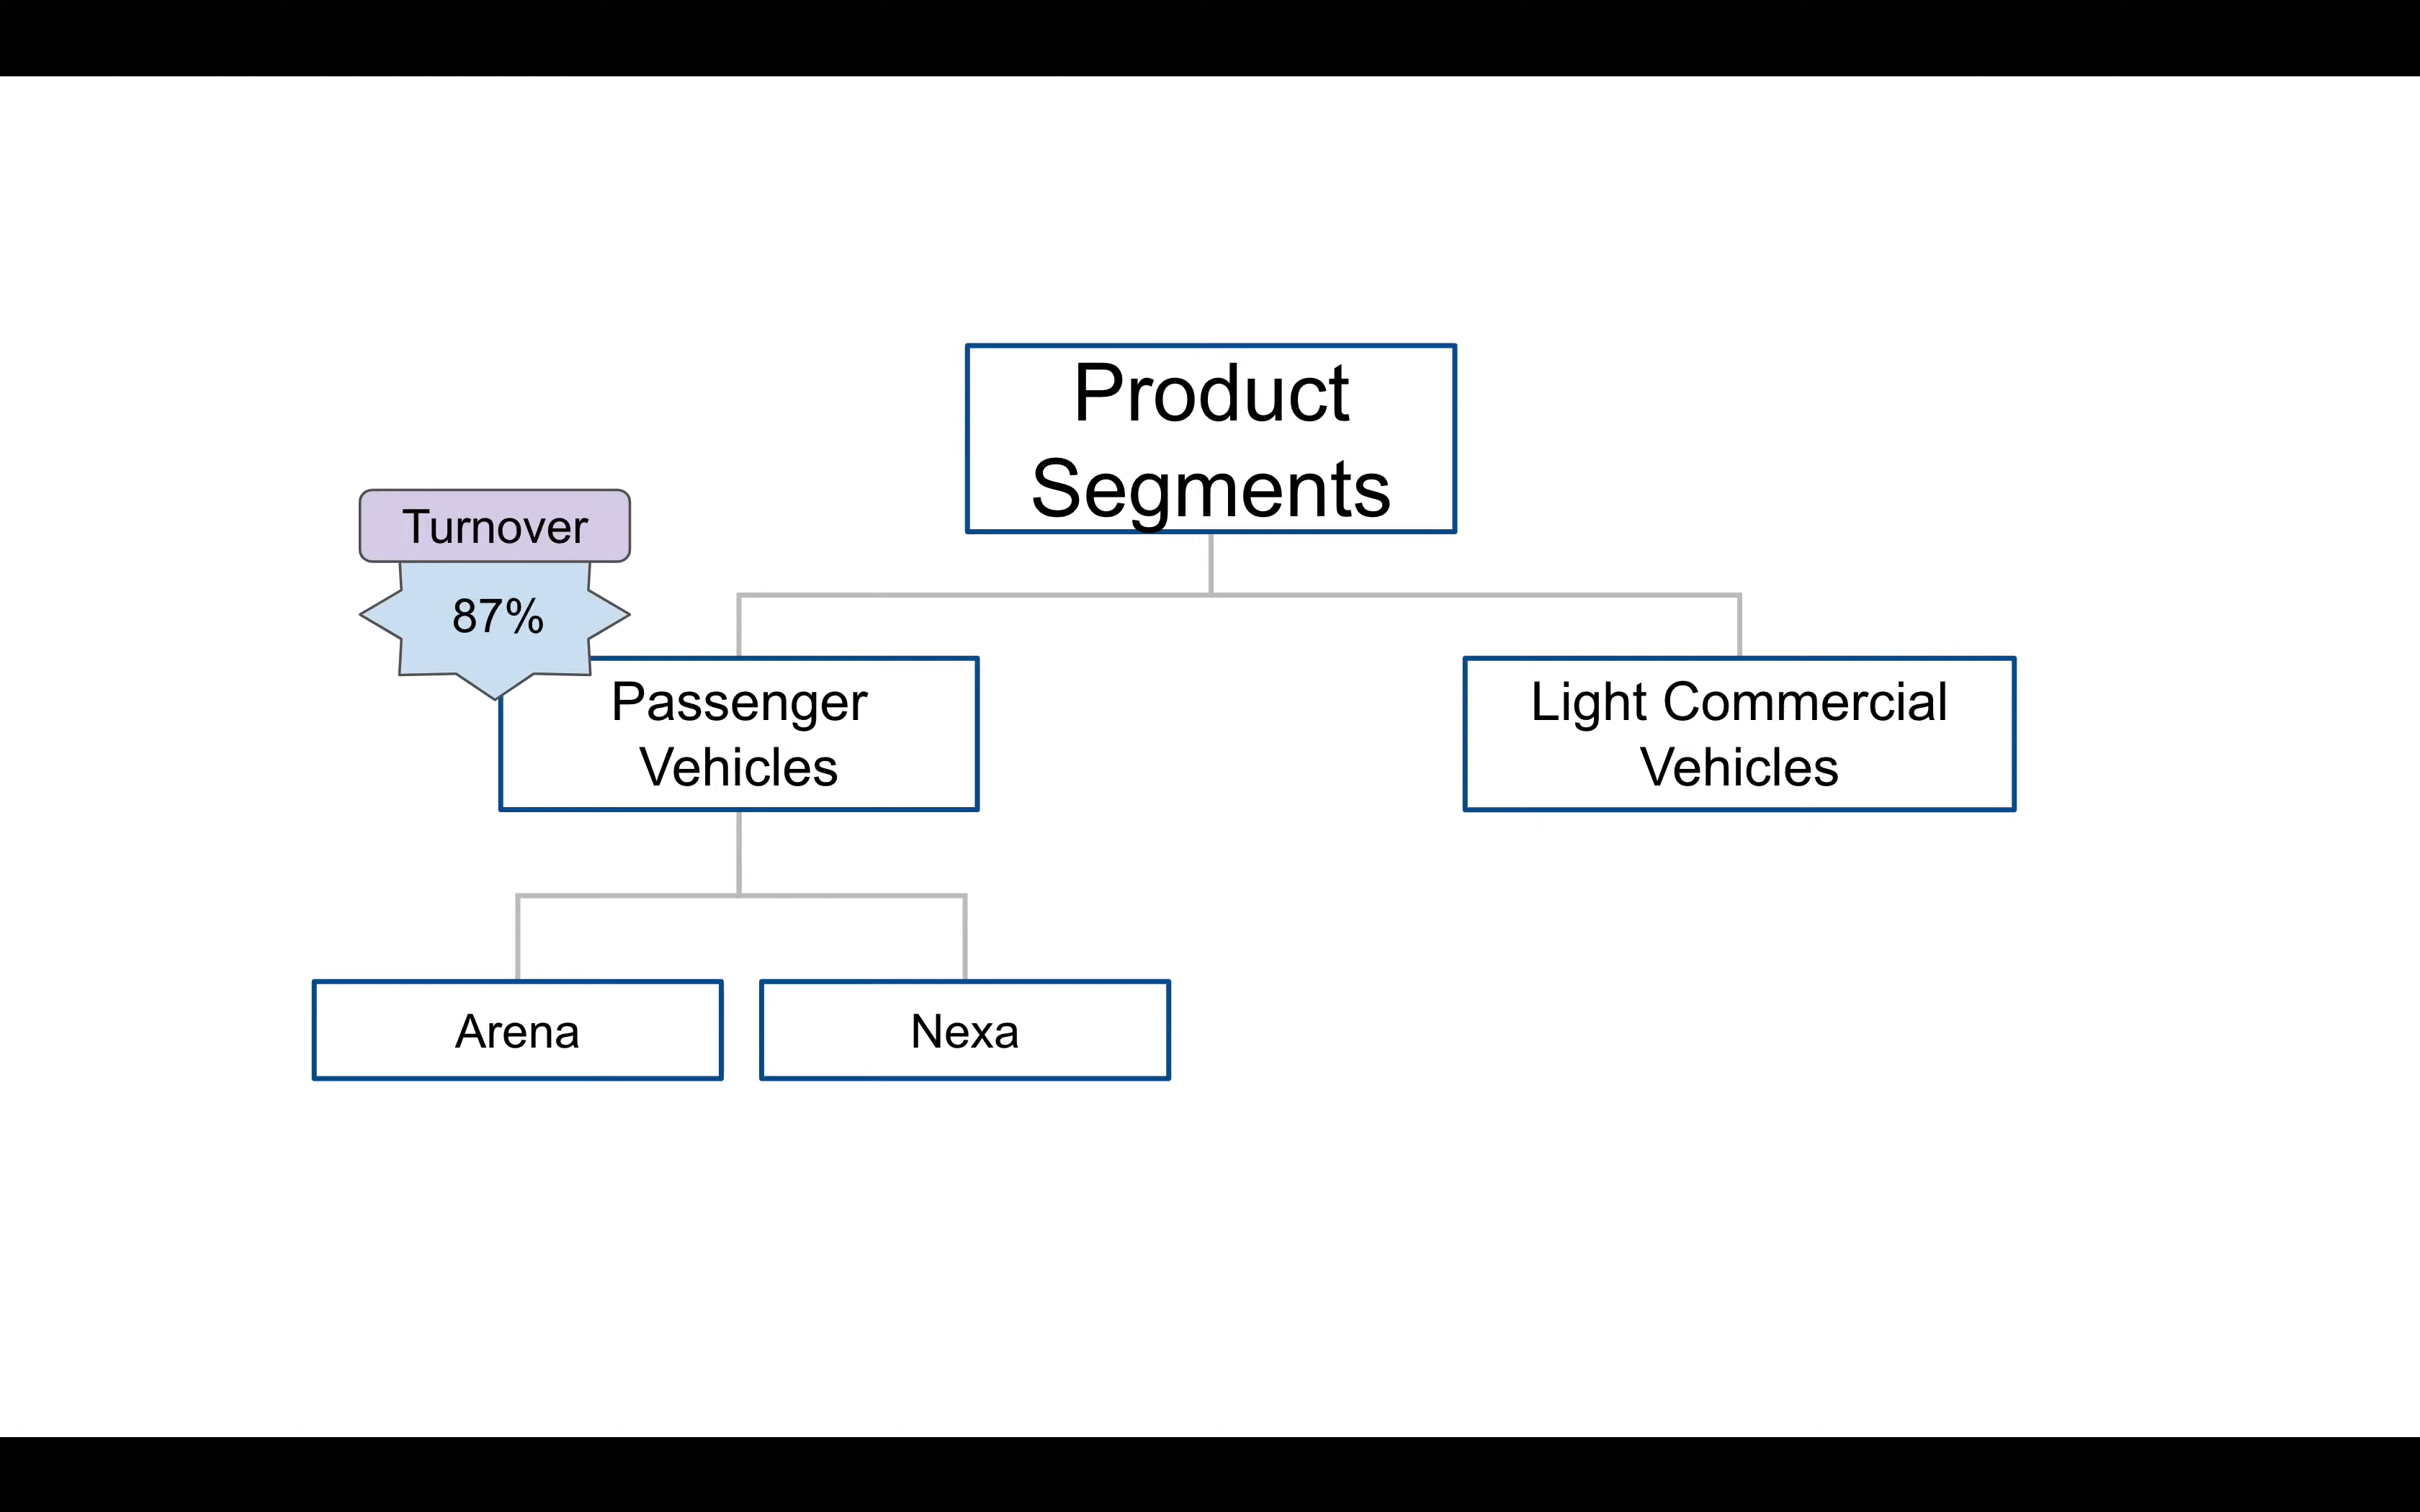 Product
Segments
Turnover
87%
Passenger
Vehicles
Light Commercial
Vehicles
Arena
Nexa